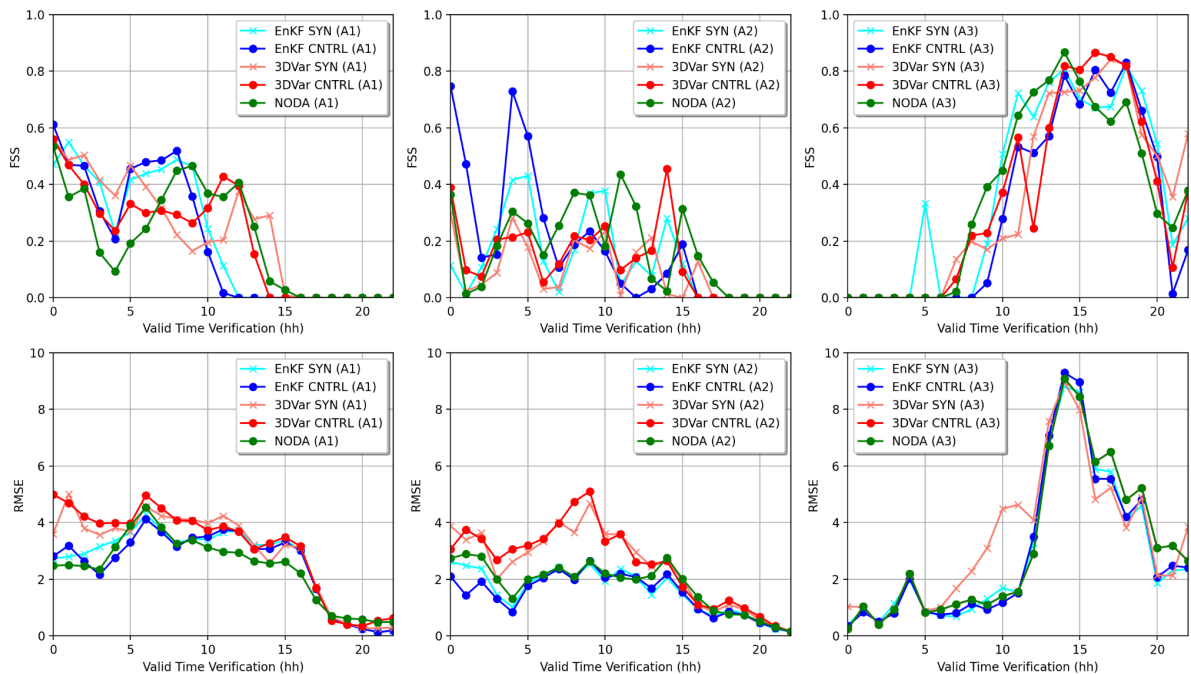 FSS
1.0
0.8
0.6
0.4
0.2
0.0
EnKF SYN (A1)
EnKF CNTRL (A1)
3DVar SYN (A1)
3DVar CNTRL (A1)
NODA (A1)
0 5 10 15 20
Valid Time Verification (hh)
FSS
1.0
0.8
0.6
0.4
0.2
0.0
EnKF SYN (A2)
EnKF CNTRL (A2)
3DVar SYN (A2)
3DVar CNTRL (A2)
NODA (A2)
0 5 10 15 20
Valid Time Verification (hh)
FSS
1.0
0.8
0.6
0.4
0.2
0.0
EnKF SYN (A3)
EnKF CNTRL (A3)
3DVar SYN (A3)
3DVar CNTRL (A3)
NODA (A3)
0 5 10 15 20
Valid Time Verification (hh)
RMSE
10
8
6
4
2
0
EnKF SYN (A1)
EnKF CNTRL (A1)
3DVar SYN (A1)
3DVar CNTRL (A1)
NODA (A1)
0 5 10 15 20
Valid Time Verification (hh)
RMSE
10
8
6
4
2
0
EnKF SYN (A2)
EnKF CNTRL (A2)
3DVar SYN (A2)
3DVar CNTRL (A2)
NODA (A2)
0 5 10 15 20
Valid Time Verification (hh)
RMSE
10
8
6
4
2
0
EnKF SYN (A3)
EnKF CNTRL (A3)
3DVar SYN (A3)
3DVar CNTRL (A3)
NODA (A3)
0 5 10 15 20
Valid Time Verification (hh)